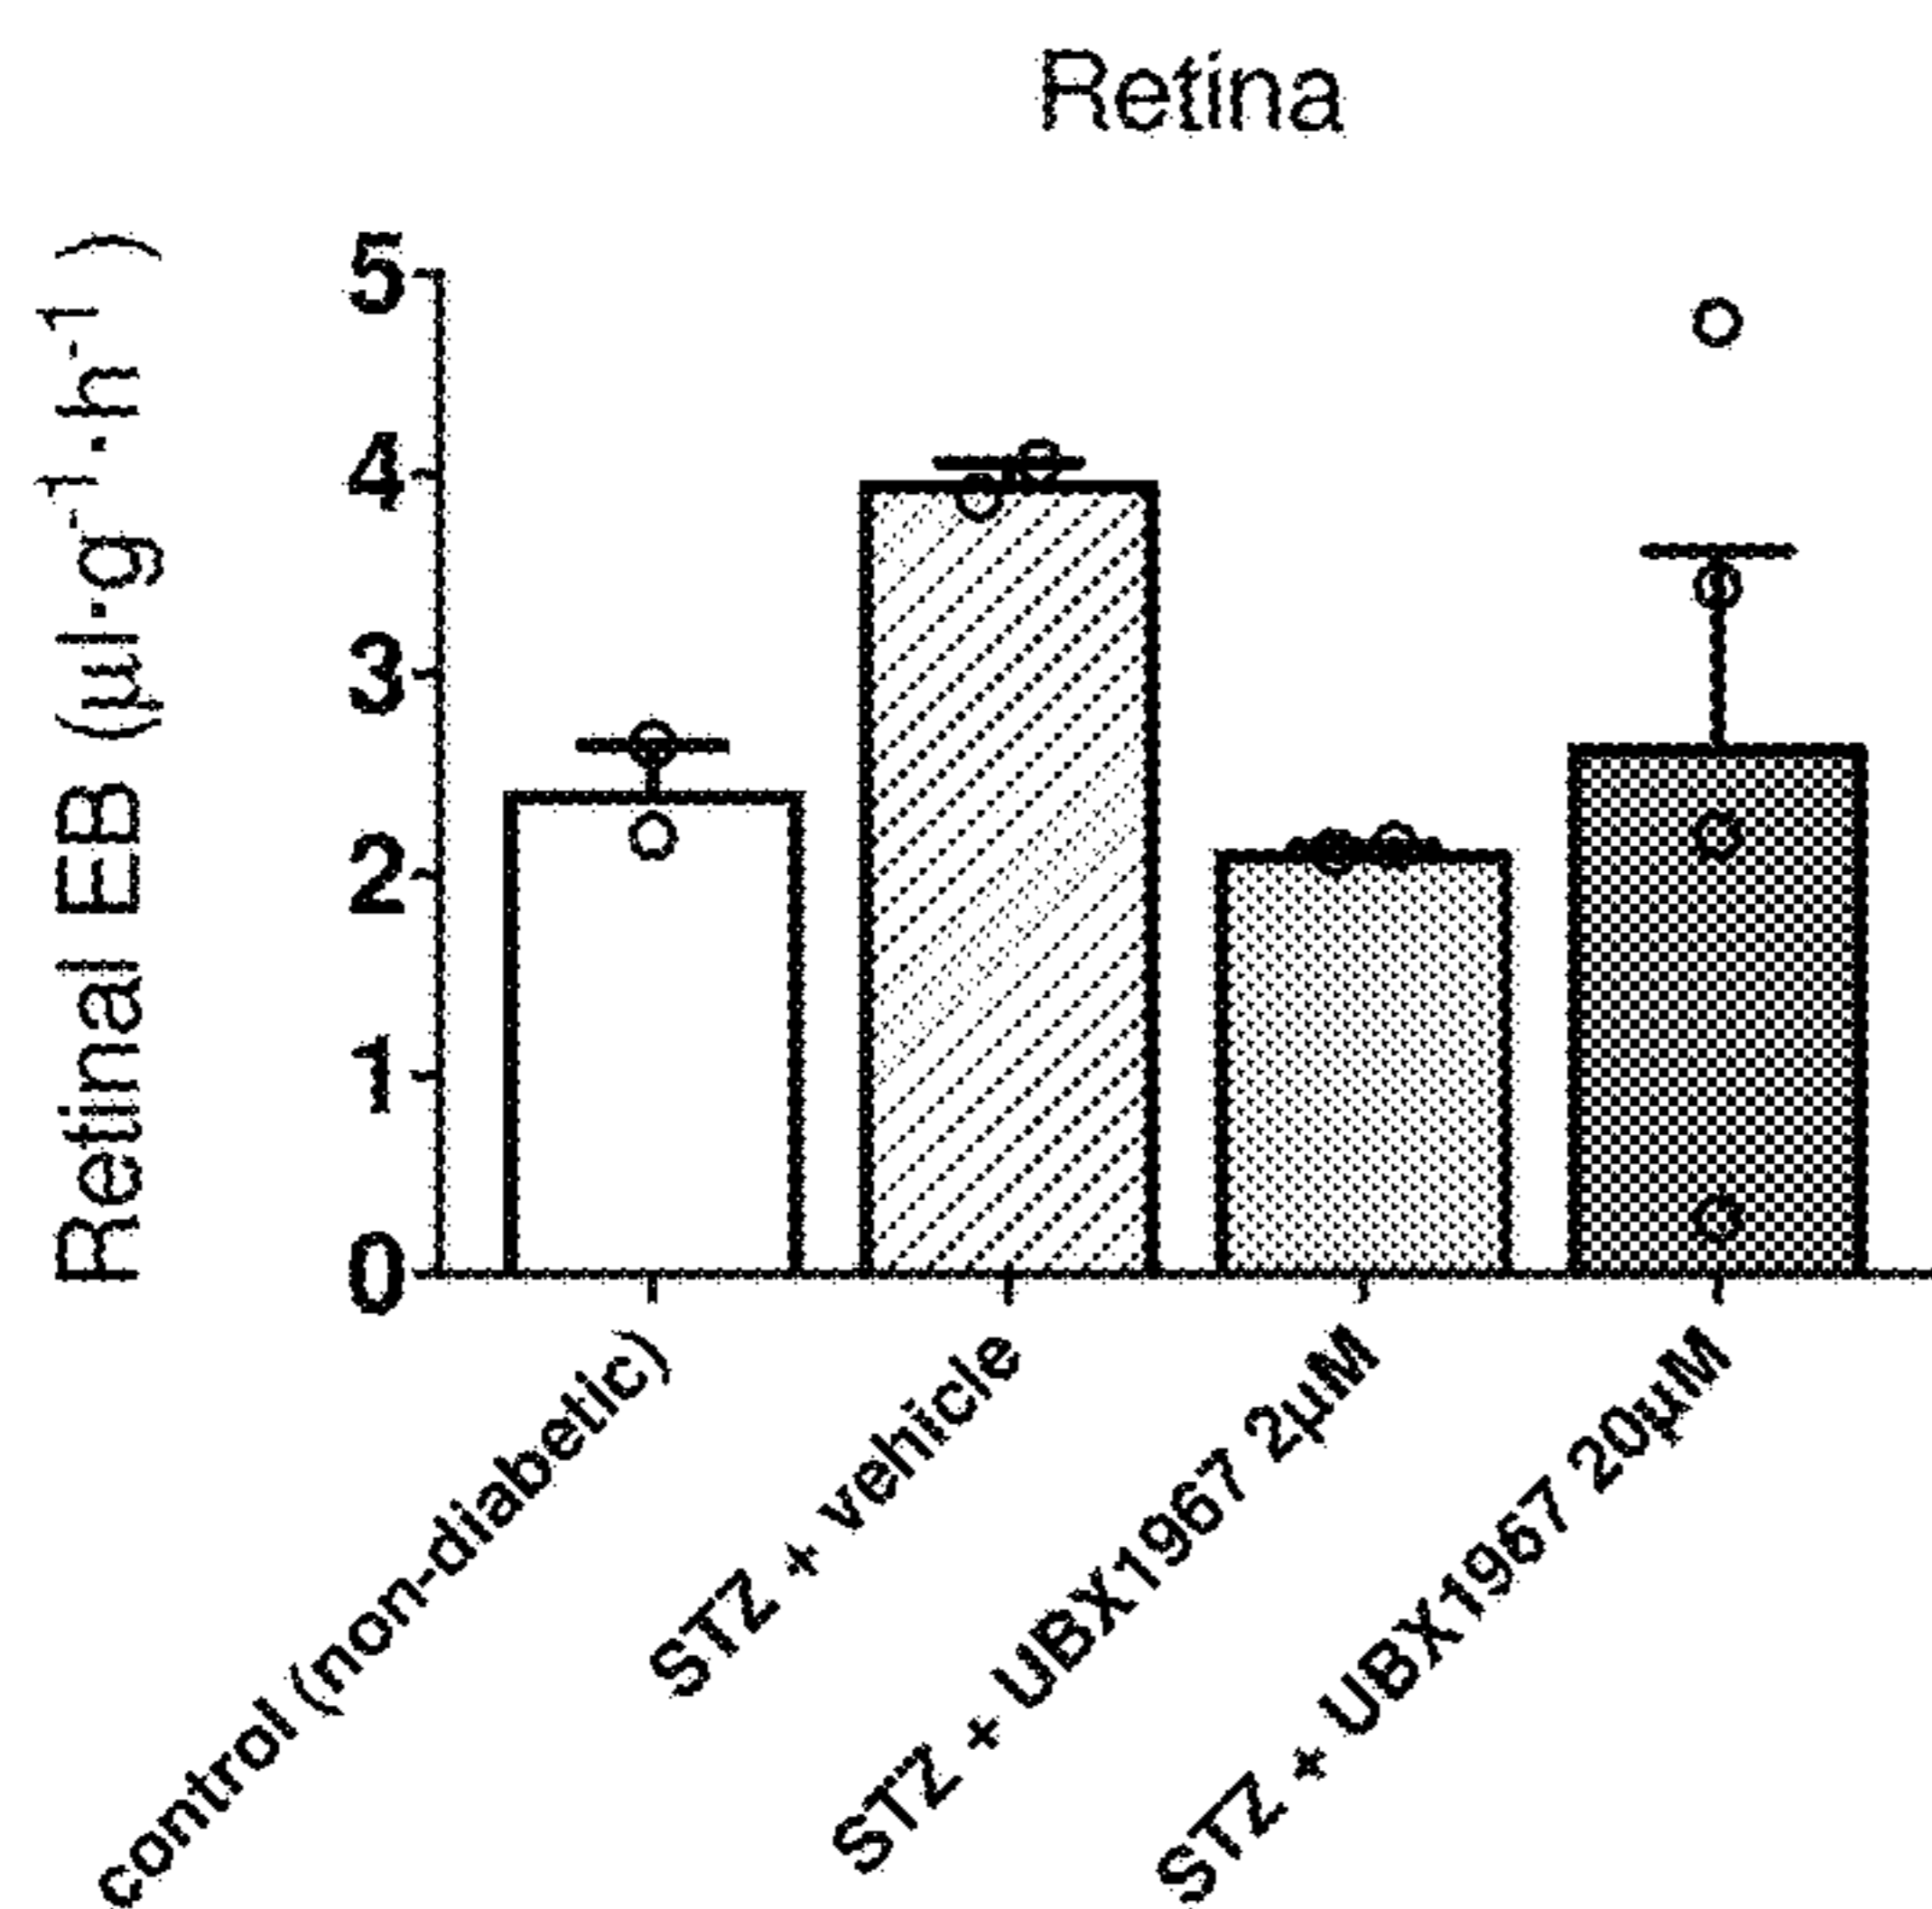 Retina
Retinal EB (µl·g⁻¹·h⁻¹ )
5
4
3
2
1
0
control (non-diabetic)
STZ + vehicle
STZ + UBX1967 2µM
STZ + UBX1967 20µM